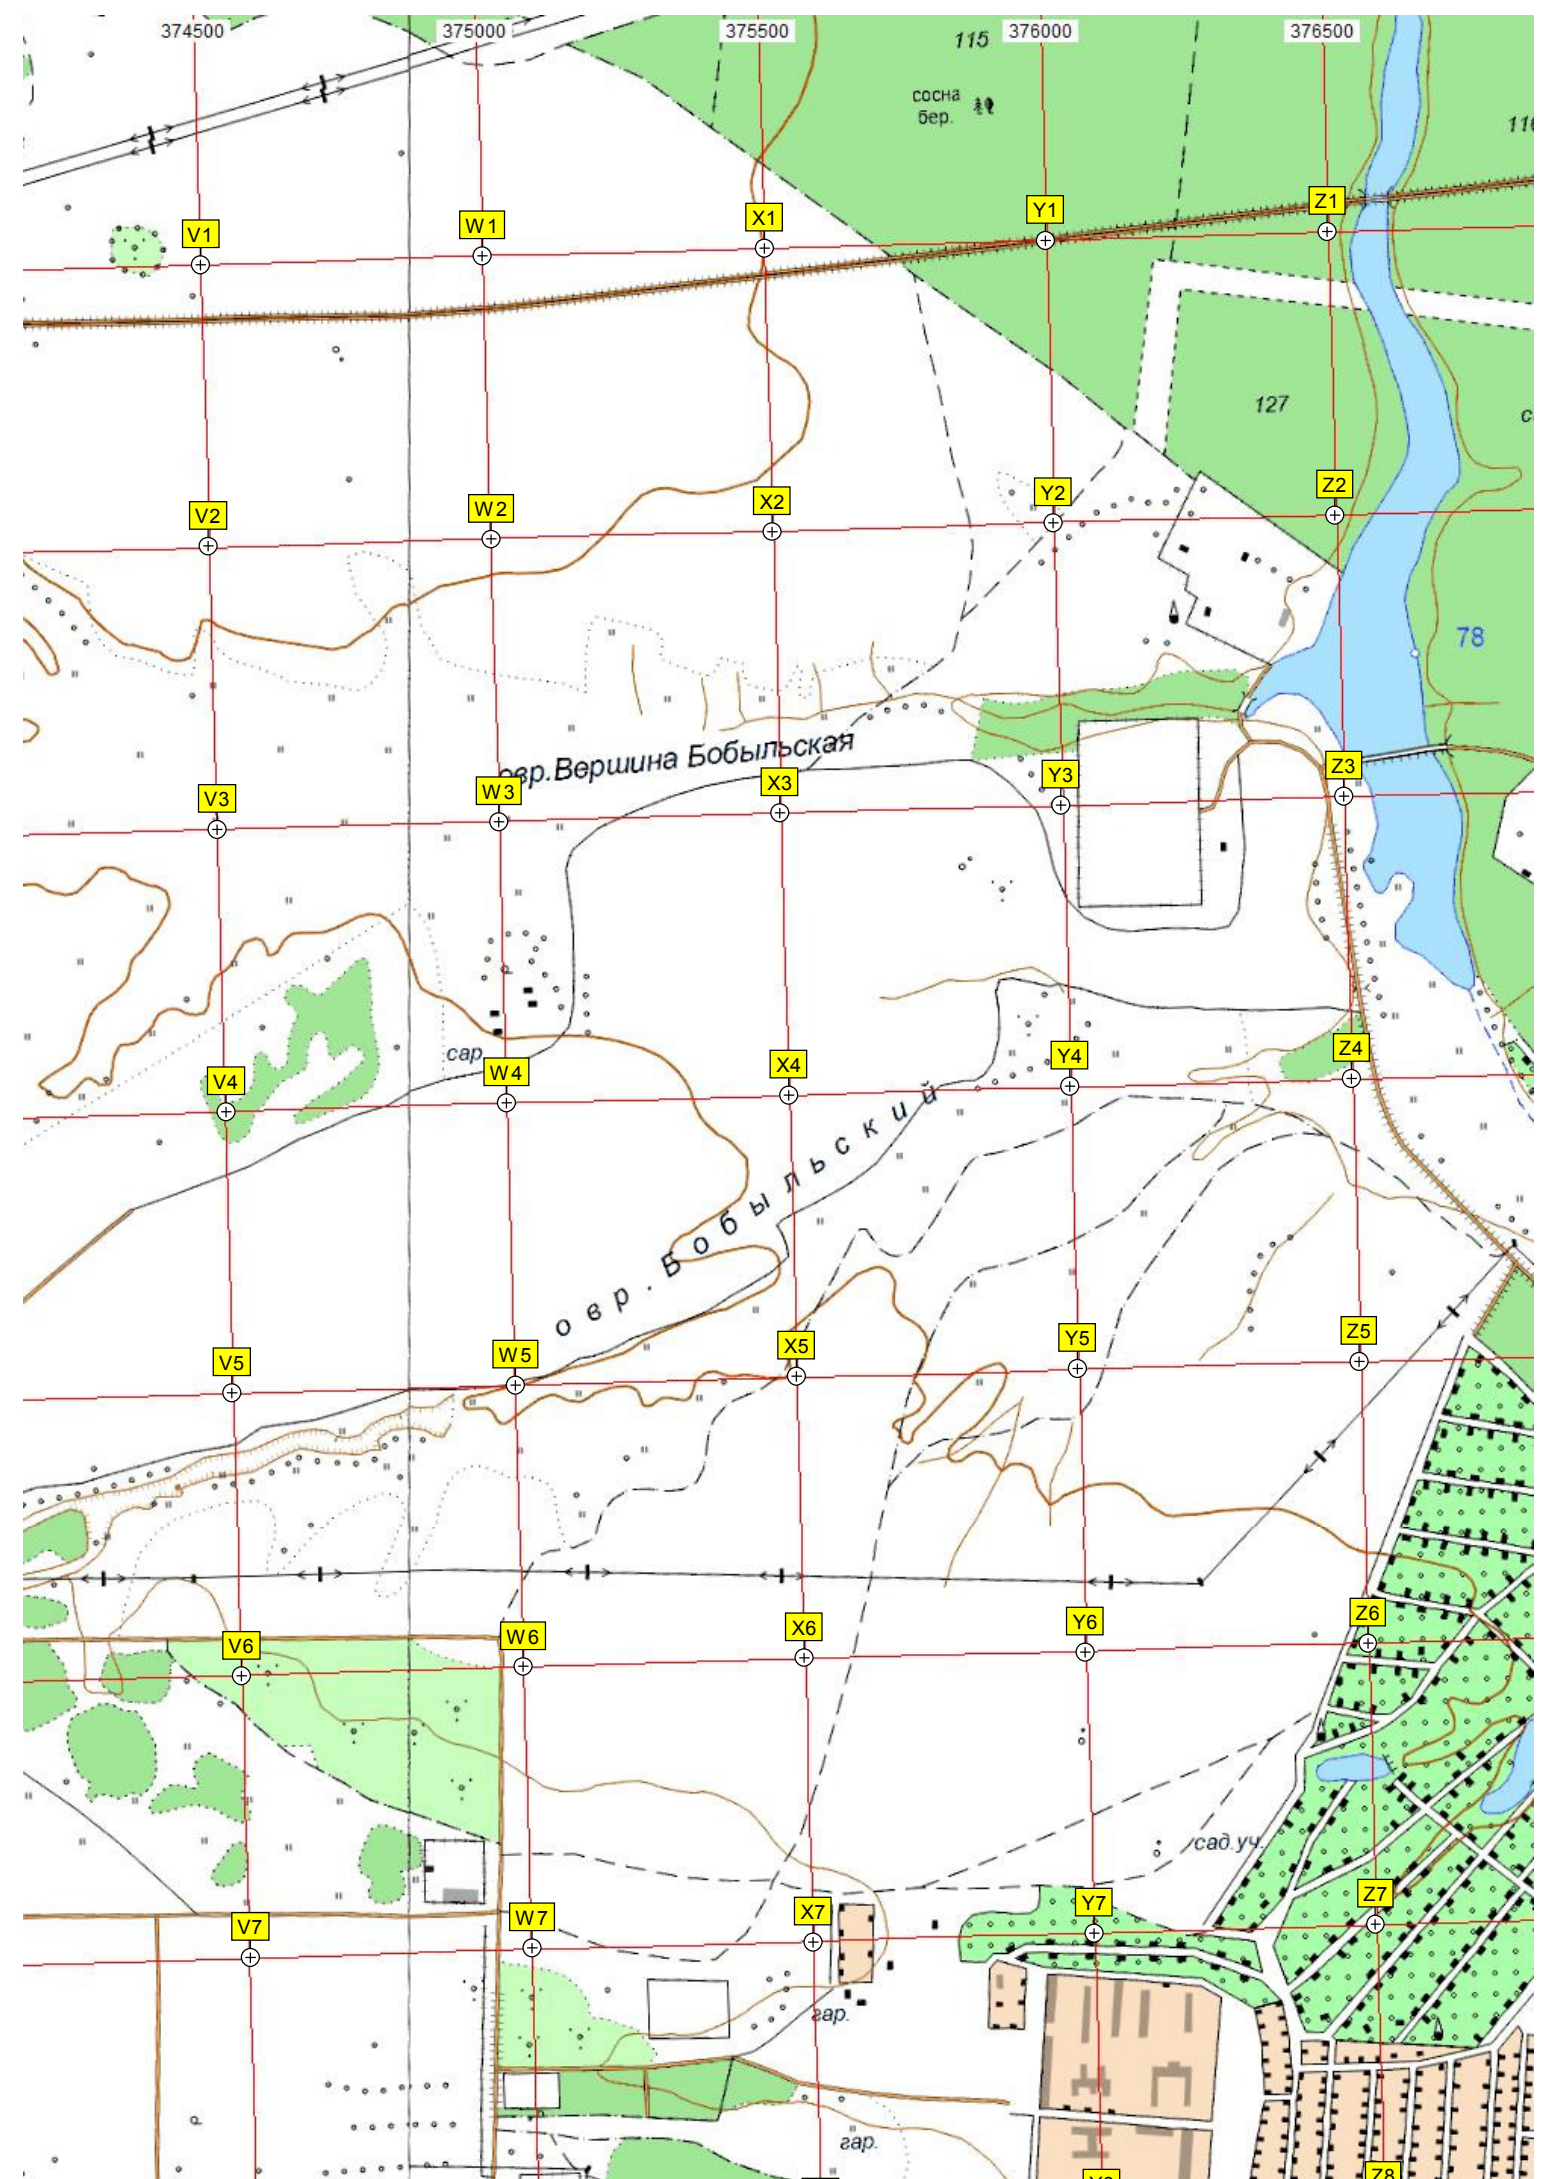 374500 375000 375500 376000 376500
115
сосна
бер.
V1 W1 X1 Y1 Z1
127
V2 W2 X2 Y2 Z2
78
овр.Вершина Бобыльская
V3 W3 X3 Y3 Z3
сар.
V4 W4 X4 Y4 Z4
овр. Бобыльский
V5 W5 X5 Y5 Z5
V6 W6 X6 Y6 Z6
сад.уч.
V7 W7 X7 Y7 Z7
гар.
гар.
Z8